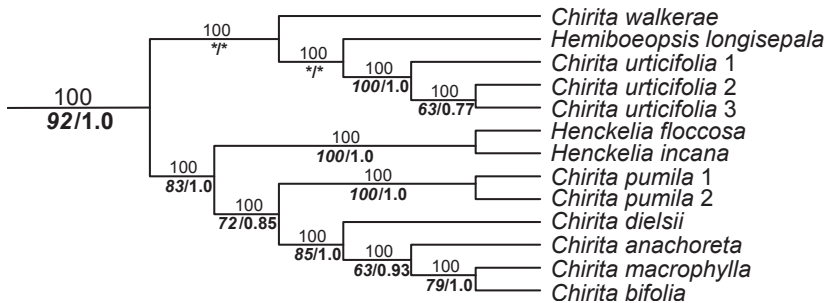 100
*/*
Chirita walkerae
100
*/*
Hemiboeopsis longisepala
100
100/1.0
Chirita urticifolia 1
100
63/0.77
Chirita urticifolia 2
Chirita urticifolia 3
100
92/1.0
100
100/1.0
Henckelia floccosa
Henckelia incana
100
83/1.0
100
100/1.0
Chirita pumila 1
Chirita pumila 2
100
72/0.85
Chirita dielsii
100
85/1.0
Chirita anachoreta
100
63/0.93
Chirita macrophylla
100
79/1.0
Chirita bifolia